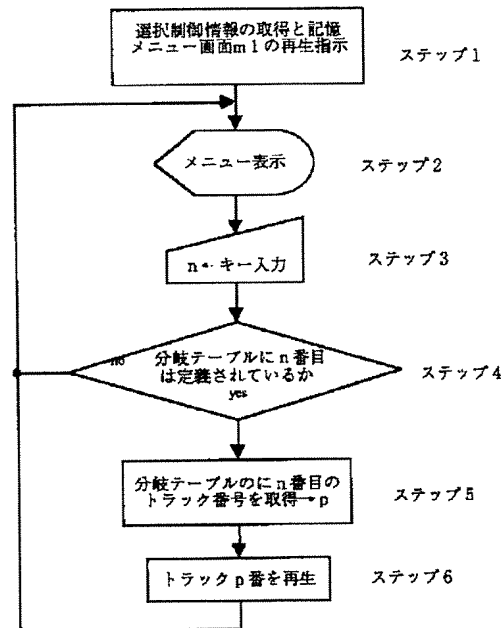 選択制御情報の取得と記憶
メニュー画面m1の再生指示
ステップ1
メニュー表示
ステップ2
n←キー入力
ステップ3
no
分岐テーブルにn番目
は定義されているか
yes
ステップ4
分岐テーブルのにn番目の
トラック番号を取得→p
ステップ5
トラックp番を再生
ステップ6